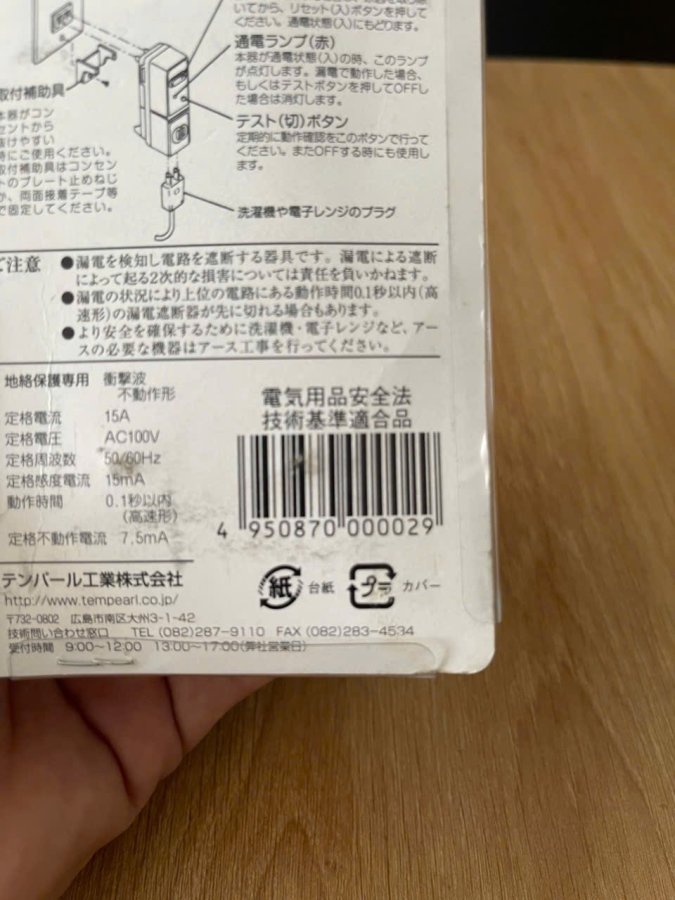 いてから、リセット(入)ボタンを押して
ください。通電状態(入)にもどります。
通電ランプ(赤)
本器が通電状態(入)の時、このランプ
が点灯します。漏電で動作した場合、
もしくはテストボタンを押してOFFし
た場合は消灯します。
テスト(切)ボタン
定期的に動作確認をこのボタンで行って
ください。またOFFする時にも使用し
ます。
取付補助具
本器がコン
セントから
抜けやすい
時にご使用ください。
取付補助具はコンセン
トのプレート止めねじ
か、両面接着テープ等
で固定してください。
洗濯機や電子レンジのプラグ
ご注意
●漏電を検知し電路を遮断する器具です。漏電による遮断
によって起る2次的な損害については責任を負いかねます。
●漏電の状況により上位の電路にある動作時間0.1秒以内(高
速形)の漏電遮断器が先に切れる場合もあります。
●より安全を確保するために洗濯機・電子レンジなど、アー
スの必要な機器はアース工事を行ってください。
地絡保護専用 衝撃波
不動作形
定格電流 15A
定格電圧 AC100V
定格周波数 50/60Hz
定格感度電流 15mA
動作時間 0.1秒以内
(高速形)
定格不動作電流 7.5mA
電気用品安全法
技術基準適合品
4 950870 000029
テンパール工業株式会社
http://www.tempearl.co.jp/
〒732-0802 広島市南区大州3-1-42
技術問い合わせ窓口 TEL (082)287-9110 FAX (082)283-4534
受付時間 9:00~12:00 13:00~17:00(弊社営業日)
紙 台紙 プラ カバー